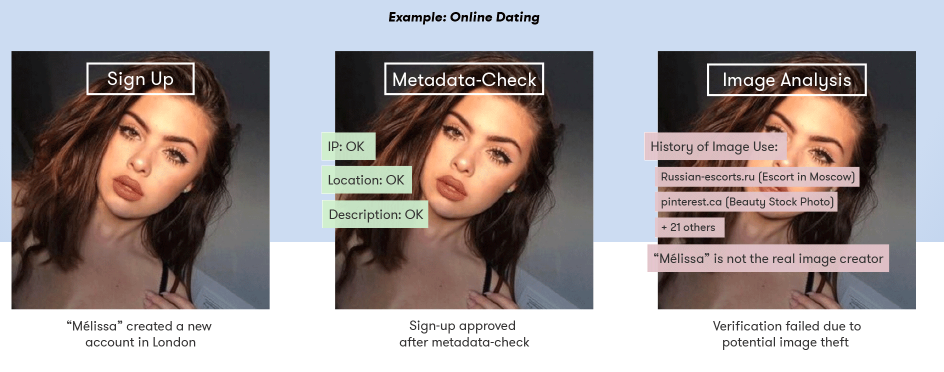 Example: Online Dating
Sign Up
Metadata-Check
Image Analysis
IP: OK
Location: OK
Description: OK
History of Image Use:
Russian-escorts.ru (Escort in Moscow)
pinterest.ca (Beauty Stock Photo)
+ 21 others
“Mélissa” is not the real image creator
“Mélissa” created a new
account in London
Sign-up approved
after metadata-check
Verification failed due to
potential image theft